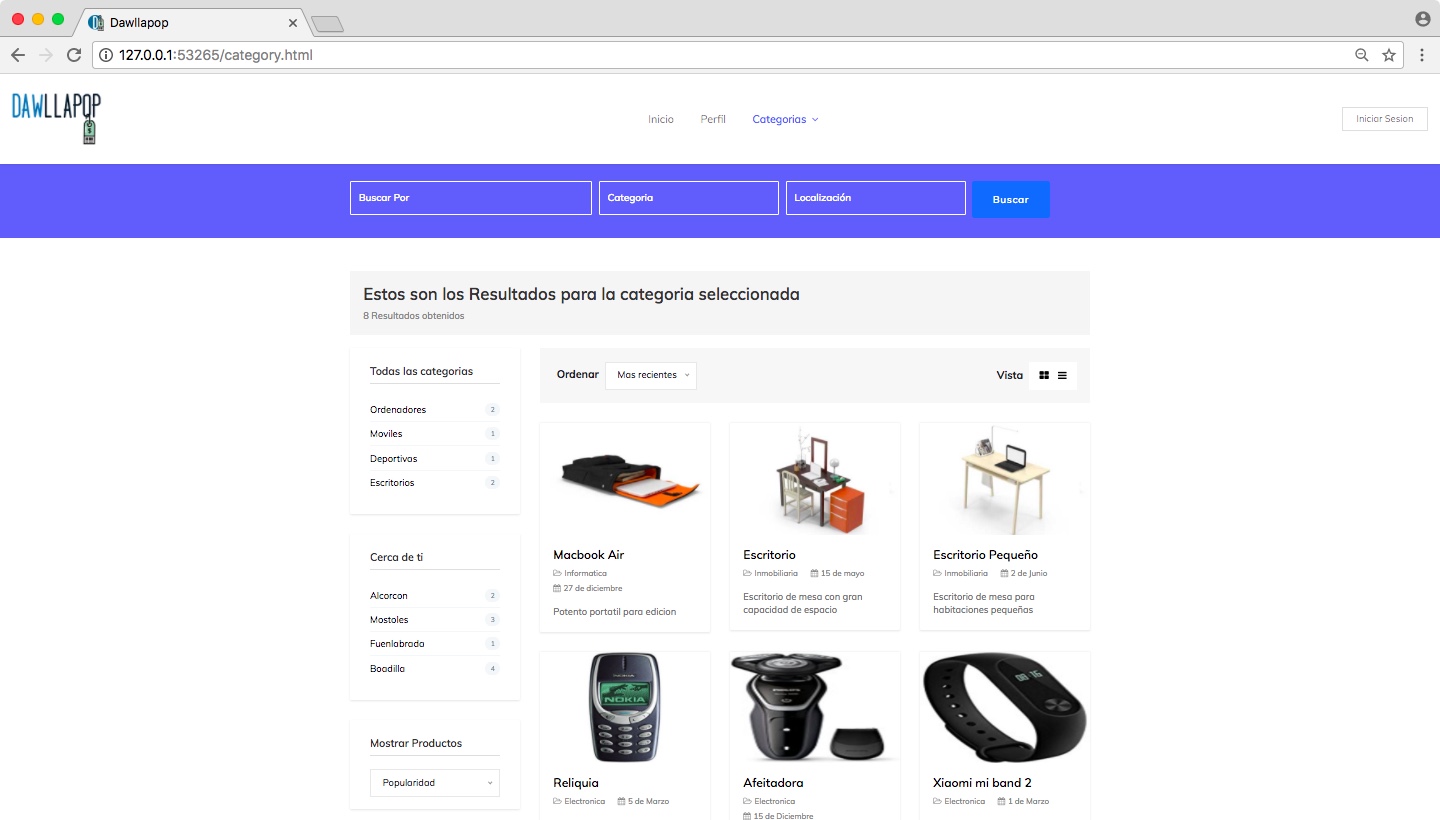 Dawllapop
127.0.0.1:53265/category.html
DAWLLAPOP
Inicio Perfil Categorias
Iniciar Sesion
Buscar Por Categoria Localización Buscar
Estos son los Resultados para la categoria seleccionada
8 Resultados obtenidos
Todas las categorias
Ordenadores 2
Moviles 1
Deportivos 1
Escritorios 2
Cerca de ti
Alcorcon 2
Mostoles 3
Fuenlabrada 1
Boadilla 4
Mostrar Productos
Popularidad
Ordenar Mas recientes Vista
Macbook Air
Informatica
27 de diciembre
Potento portatil para edicion
Escritorio
Inmobiliaria 15 de mayo
Escritorio de mesa con gran
capacidad de espacio
Escritorio Pequeño
Inmobiliaria 2 de Junio
Escritorio de mesa para
habitaciones pequeñas
NOKIA
NOKIA
Reliquia
Electronica 5 de Marzo
Afeitadora
Electronica
15 de Diciembre
Xiaomi mi band 2
Electronica 1 de Marzo